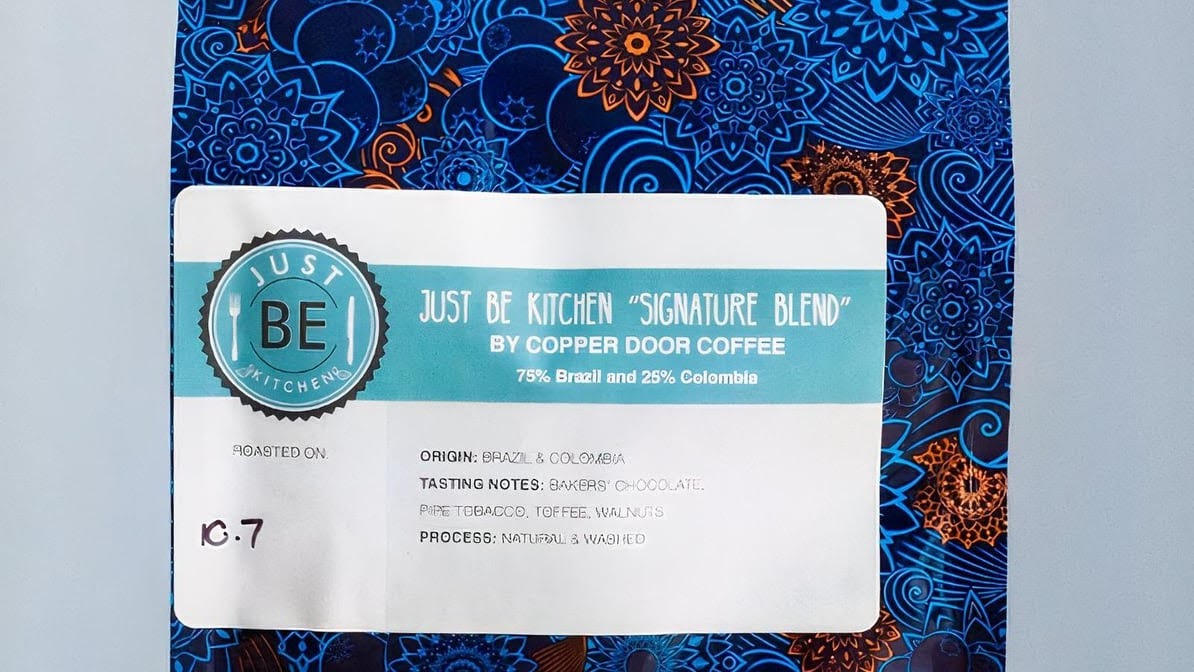 JUST
BE
KITCHEN
JUST BE KITCHEN "SIGNATURE BLEND"
BY COPPER DOOR COFFEE
75% Brazil and 25% Colombia
ROASTED ON
10.7
ORIGIN: BRAZIL & COLOMBIA
TASTING NOTES: BAKERS' CHOCOLATE,
PIPE TOBACCO, TOFFEE, WALNUTS
PROCESS: NATURAL & WASHED